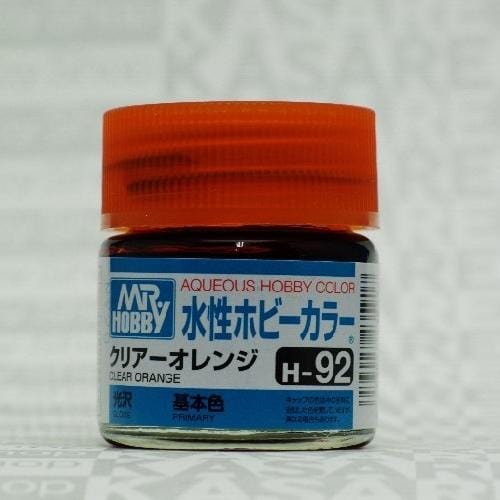 AQUEOUS HOBBY COLOR
MR HOBBY
水性ホビーカラー
クリアーオレンジ
CLEAR ORANGE
H-92
光沢
GLOSS
基本色
PRIMARY